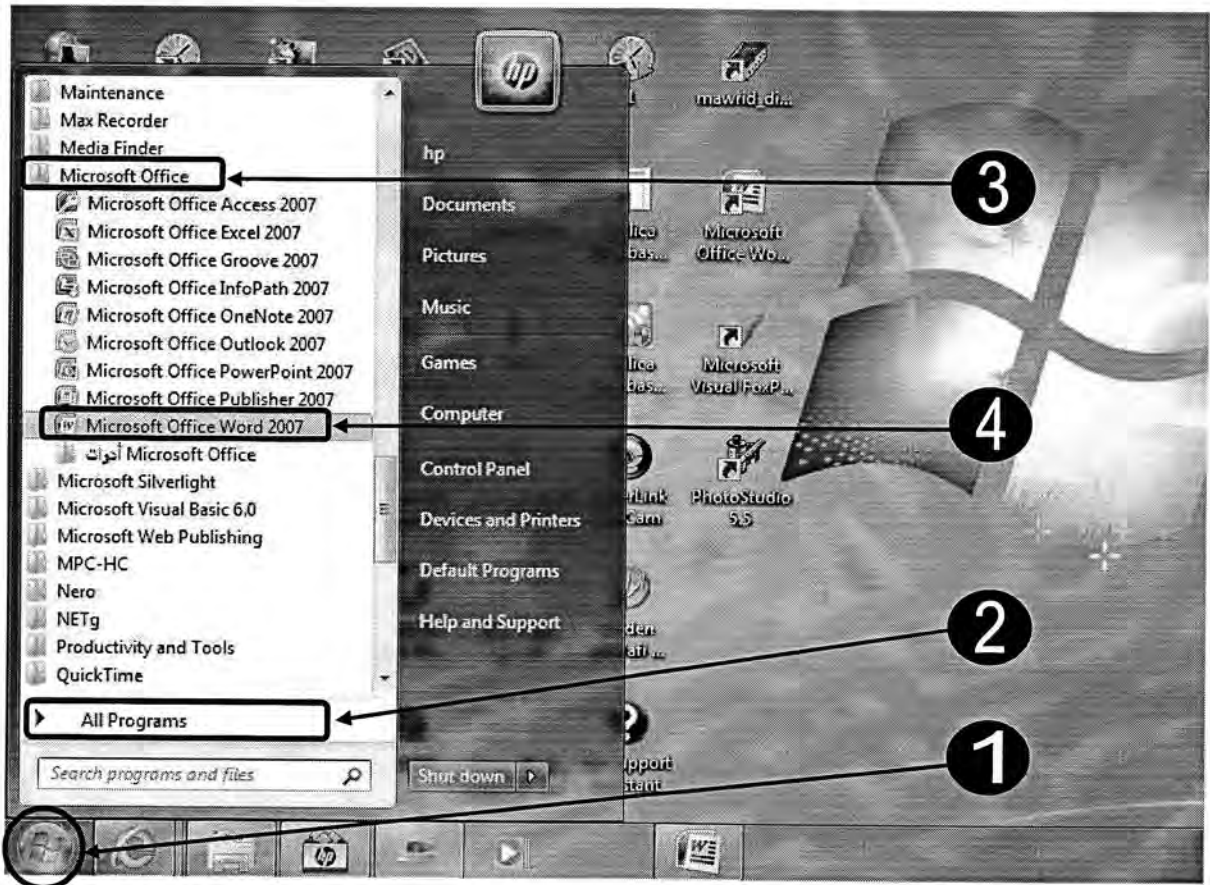 hp
mawrid_di...
Maintenance
Max Recorder
Media Finder
Microsoft Office
Microsoft Office Access 2007
Microsoft Office Excel 2007
Microsoft Office Groove 2007
Microsoft Office InfoPath 2007
Microsoft Office OneNote 2007
Microsoft Office Outlook 2007
Microsoft Office PowerPoint 2007
Microsoft Office Publisher 2007
Microsoft Office Word 2007
أدوات Microsoft Office
Microsoft Silverlight
Microsoft Visual Basic 6.0
Microsoft Web Publishing
MPC-HC
Nero
NETg
Productivity and Tools
QuickTime
All Programs
Search programs and files
hp
Documents
Pictures
Music
Games
Computer
Control Panel
Devices and Printers
Default Programs
Help and Support
Shut down
Microsoft
Office Wo...
Microsoft
Visual FoxP...
PhotoStudio
5.5
3
4
2
1
hp